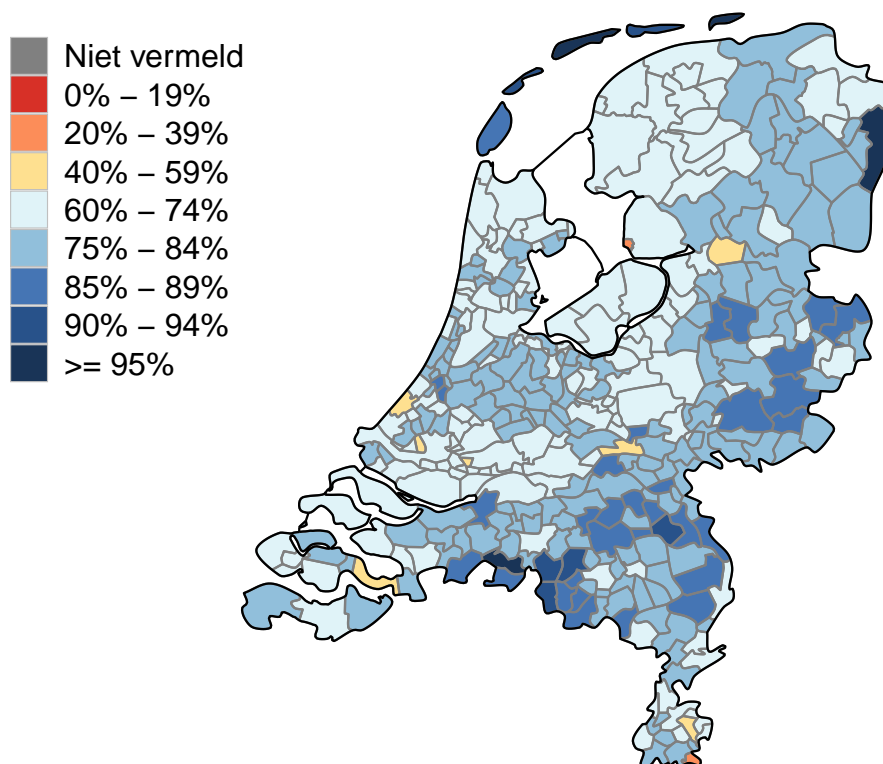 Niet vermeld
0% – 19%
20% – 39%
40% – 59%
60% – 74%
75% – 84%
85% – 89%
90% – 94%
>= 95%